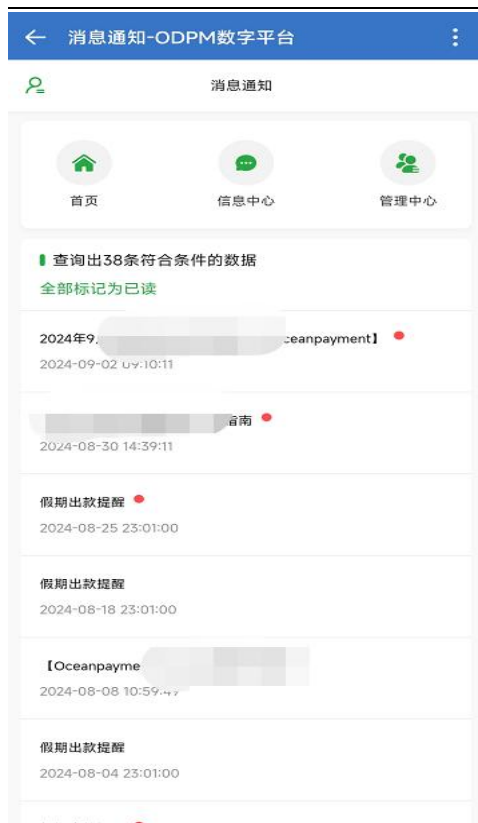 消息通知-ODPM数字平台
消息通知
首页
信息中心
管理中心
查询出38条符合条件的数据
全部标记为已读
2024年9 ceanpayment】
2024-09-02 09:10:11
指南
2024-08-30 14:39:11
假期出款提醒
2024-08-25 23:01:00
假期出款提醒
2024-08-18 23:01:00
【Oceanpayme
2024-08-08 10:59:49
假期出款提醒
2024-08-04 23:01:00